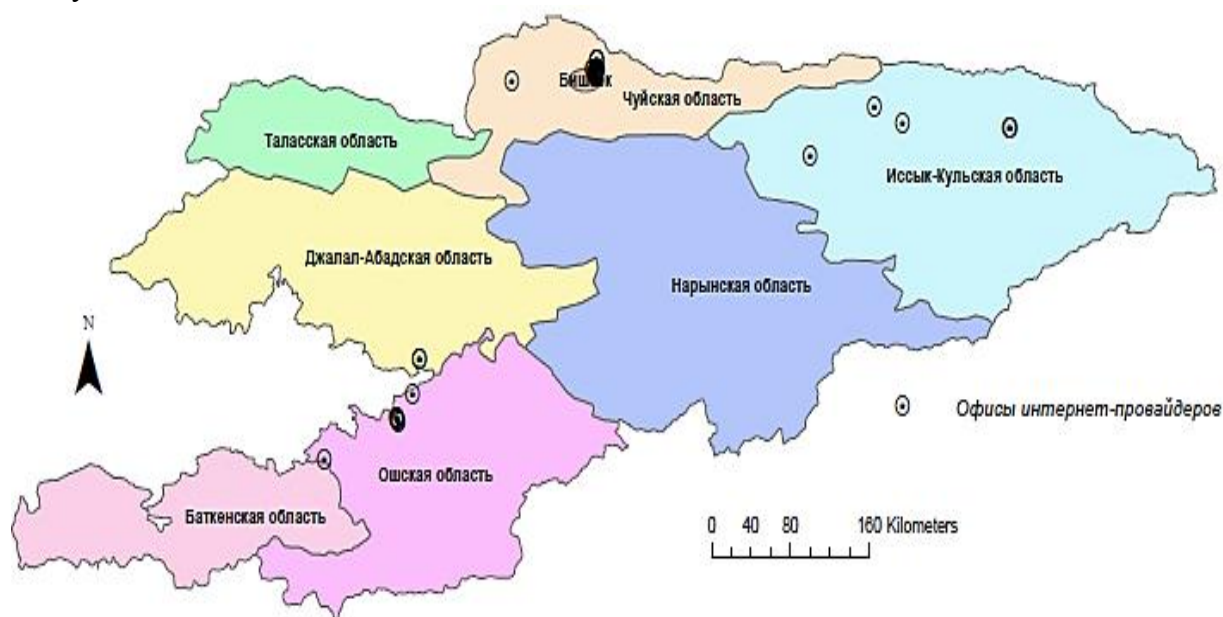 Бишкек
Чуйская область
Таласская область
Иссык-Кульская область
Джалал-Абадская область
Нарынская область
N
Офисы интернет-провайдеров
Ошская область
Баткенская область
0 40 80 160 Kilometers